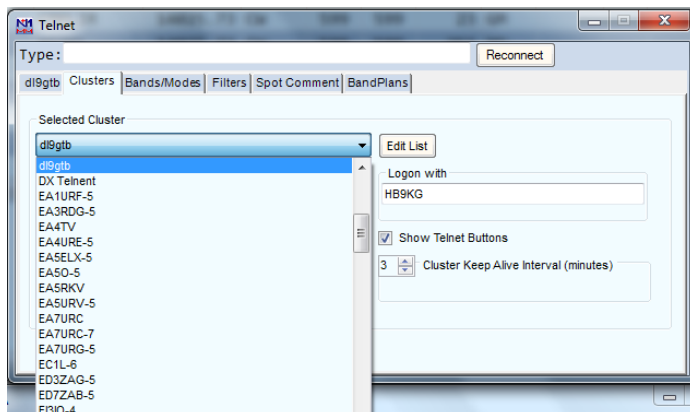 Telnet
Type:
Reconnect
dl9gtb Clusters Bands/Modes Filters Spot Comment BandPlans
Selected Cluster
dl9gtb
Edit List
dl9gtb
DX Telnent
EA1URF-5
EA3RDG-5
EA4TV
EA4URE-5
EA5ELX-5
EA5O-5
EA5RKV
EA5URV-5
EA7URC
EA7URC-7
EA7URG-5
EC1L-6
ED3ZAG-5
ED7ZAB-5
Logon with
HB9KG
Show Telnet Buttons
3 Cluster Keep Alive Interval (minutes)